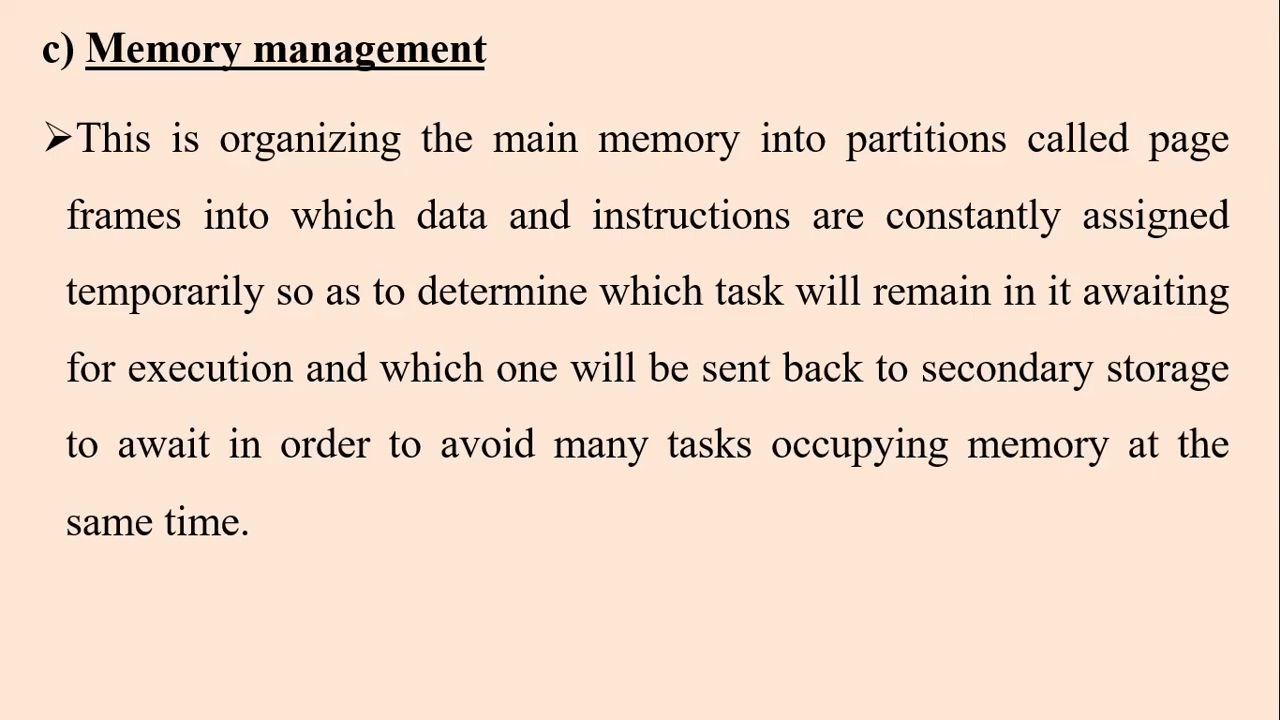 c) Memory management
➢This is organizing the main memory into partitions called page
frames into which data and instructions are constantly assigned
temporarily so as to determine which task will remain in it awaiting
for execution and which one will be sent back to secondary storage
to await in order to avoid many tasks occupying memory at the
same time.